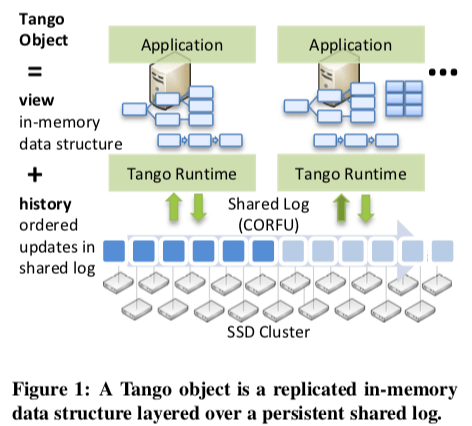 Tango
Object
=
view
in-memory
data structure
+
history
ordered
updates in
shared log
Application
Application
...
Tango Runtime
Tango Runtime
Shared Log
(CORFU)
SSD Cluster
Figure 1: A Tango object is a replicated in-memory
data structure layered over a persistent shared log.